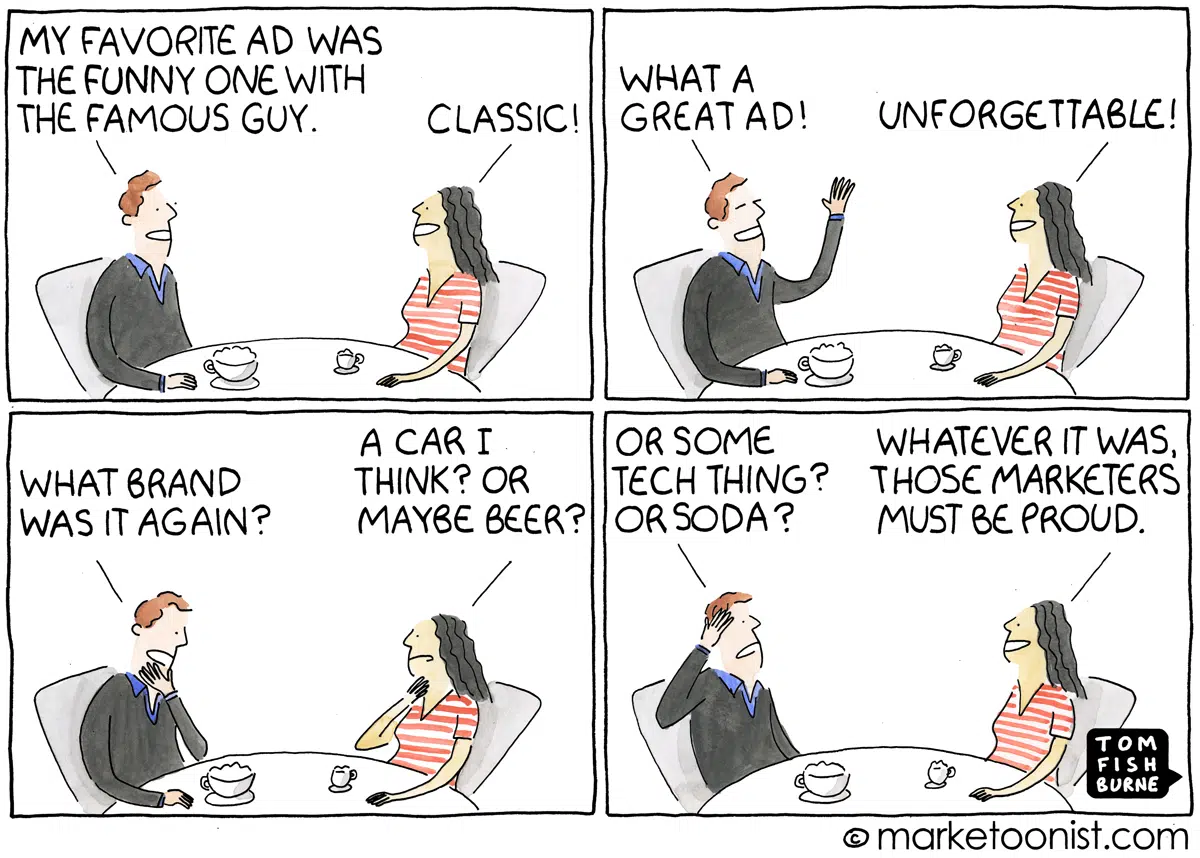 MY FAVORITE AD WAS
THE FUNNY ONE WITH
THE FAMOUS GUY.
CLASSIC!
WHAT A
GREAT AD!
UNFORGETTABLE!
WHAT BRAND
WAS IT AGAIN?
A CAR I
THINK? OR
MAYBE BEER?
OR SOME
TECH THING?
OR SODA?
WHATEVER IT WAS,
THOSE MARKETERS
MUST BE PROUD.
TOM
FISH
BURNE
© marketoonist.com